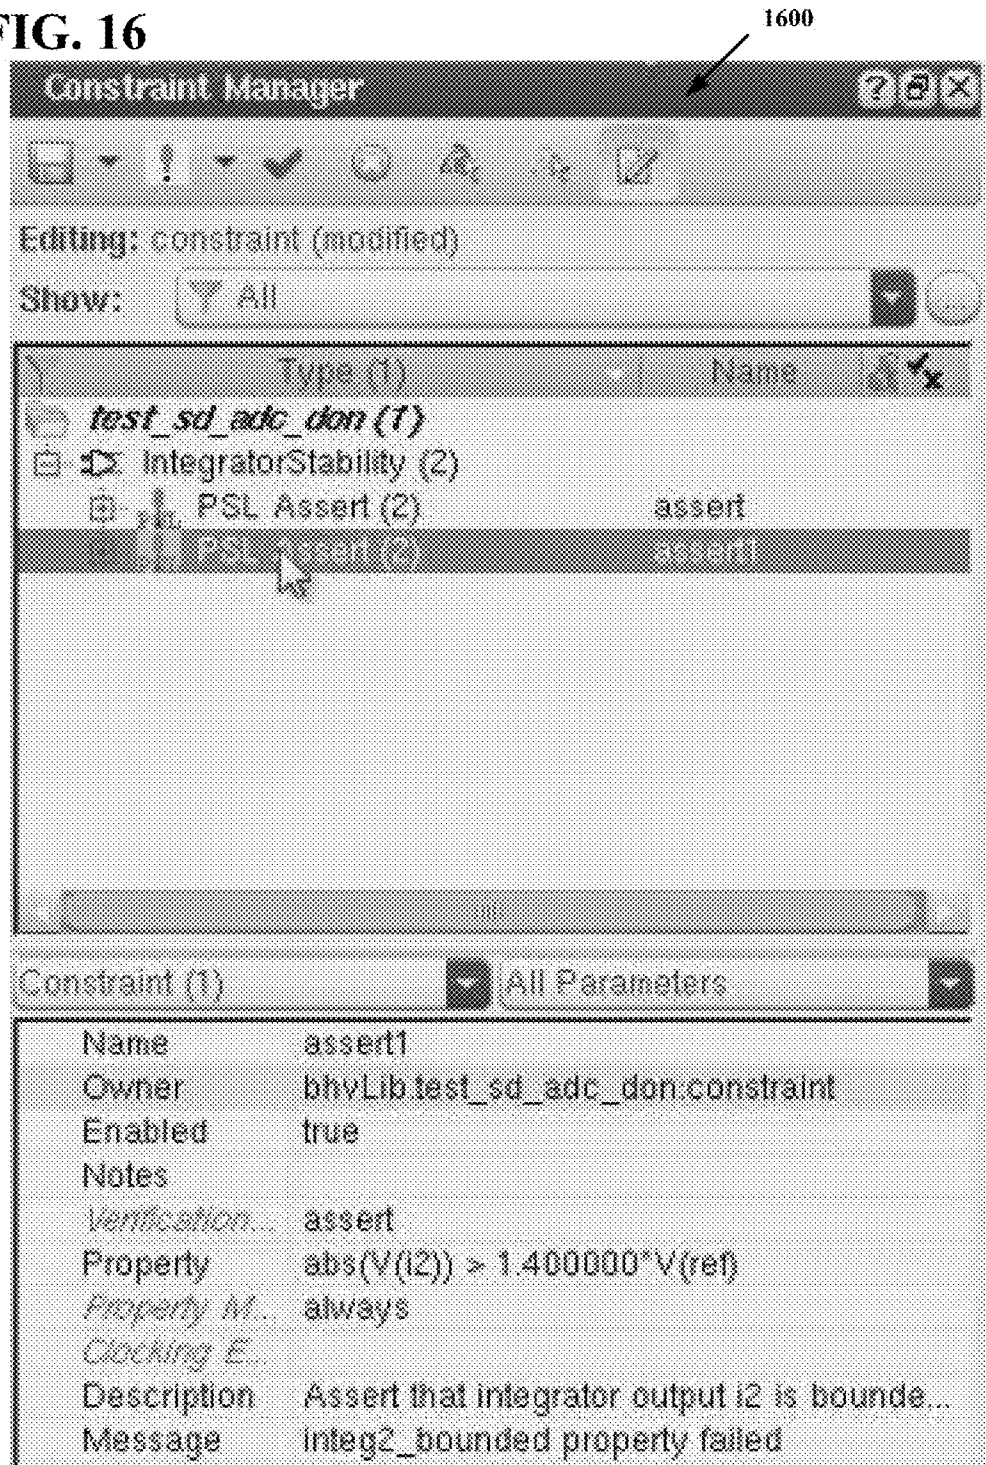 FIG. 16
1600
Constraint Manager
Editing: constraint (modified)
Show: All
Type (1) Name
test_sd_adc_don (1)
IntegratorStability (2)
PSL Assert (2) assert
PSL Assert (2) assert1
Constraint (1) All Parameters
Name assert1
Owner bhvLib.test_sd_adc_don:constraint
Enabled true
Notes
Verification... assert
Property abs(V(i2)) > 1.400000*V(ref)
Property M... always
Clocking E...
Description Assert that integrator output i2 is bounde...
Message integ2_bounded property failed